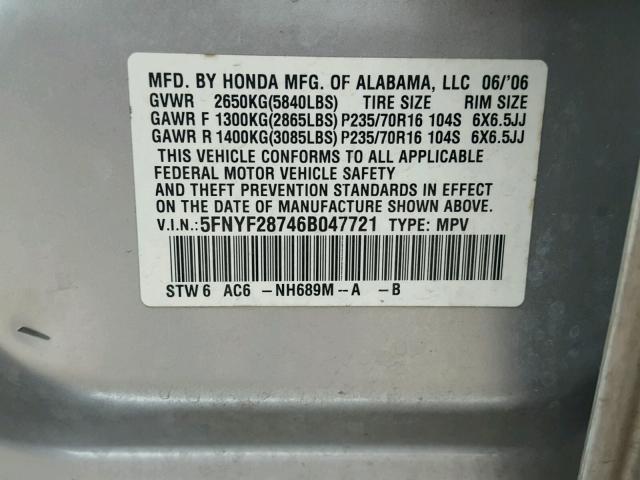 MFD. BY HONDA MFG. OF ALABAMA, LLC 06/'06
GVWR 2650KG(5840LBS) TIRE SIZE RIM SIZE
GAWR F 1300KG(2865LBS) P235/70R16 104S 6X6.5JJ
GAWR R 1400KG(3085LBS) P235/70R16 104S 6X6.5JJ
THIS VEHICLE CONFORMS TO ALL APPLICABLE
FEDERAL MOTOR VEHICLE SAFETY
AND THEFT PREVENTION STANDARDS IN EFFECT
ON THE DATE OF MANUFACTURE SHOWN ABOVE.
V.I.N.: 5FNYF28746B047721 TYPE: MPV
STW 6 AC6 -NH689M--A -B